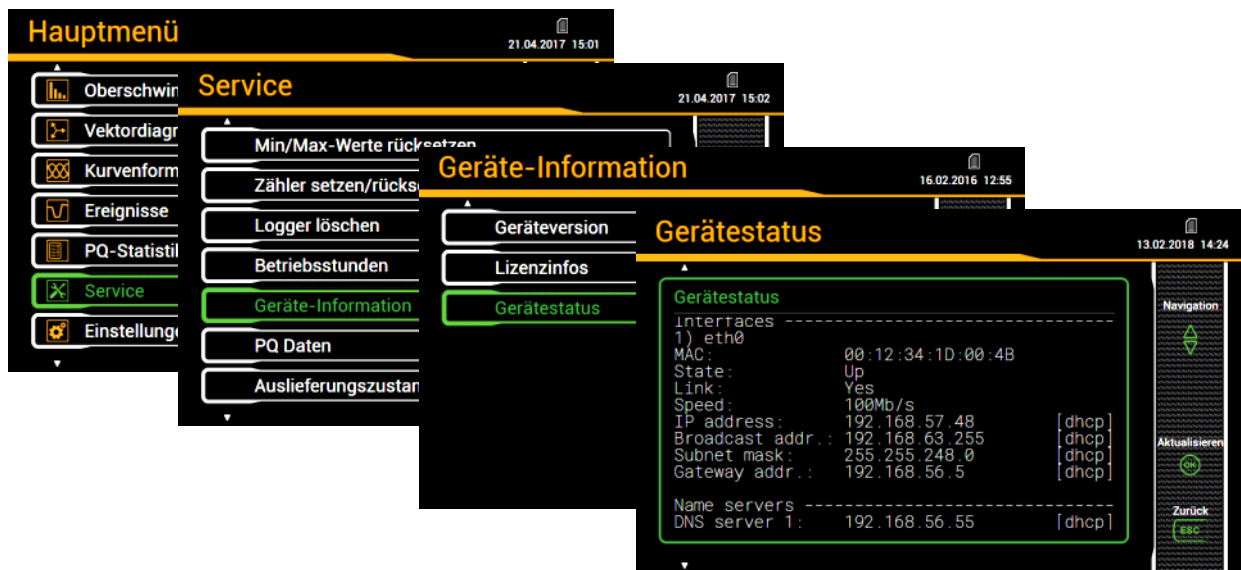 Hauptmenü
21.04.2017 15:01
Oberschwin
Vektordiagr
Kurvenform
Ereignisse
PQ-Statistik
Service
Einstellunge
Service
21.04.2017 15:02
Min/Max-Werte rücksetzen
Zähler setzen/rückse
Logger löschen
Betriebsstunden
Geräte-Information
PQ Daten
Auslieferungszustan
Geräte-Information
16.02.2016 12:55
Geräteversion
Lizenzinfos
Gerätestatus
Gerätestatus
13.02.2018 14:24
Gerätestatus
Interfaces --------------------------------
1) eth0
MAC: 00:12:34:1D:00:4B
State: Up
Link: Yes
Speed: 100Mb/s
IP address: 192.168.57.48 [dhcp]
Broadcast addr.: 192.168.63.255 [dhcp]
Subnet mask: 255.255.248.0 [dhcp]
Gateway addr.: 192.168.56.5 [dhcp]
Name servers ------------------------------
DNS server 1: 192.168.56.55 [dhcp]
Navigation
Aktualisieren
OK
Zurück
ESC